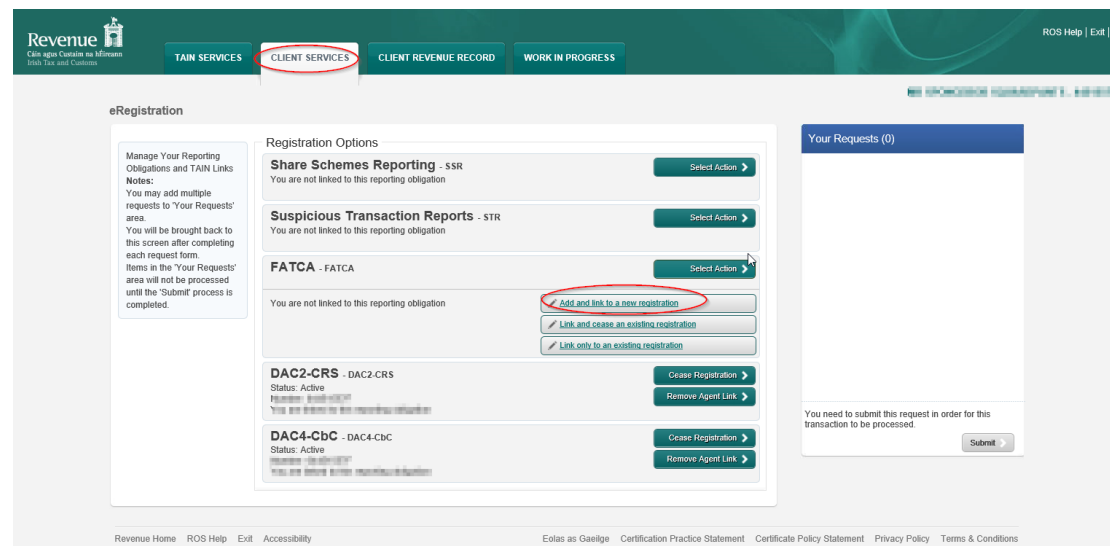 Revenue
Cáin agus Custaim na hÉireann
Irish Tax and Customs
TAIN SERVICES
CLIENT SERVICES
CLIENT REVENUE RECORD
WORK IN PROGRESS
ROS Help | Exit |
eRegistration
Manage Your Reporting
Obligations and TAIN Links
Notes:
You may add multiple
requests to 'Your Requests'
area.
You will be brought back to
this screen after completing
each request form.
Items in the 'Your Requests'
area will not be processed
until the 'Submit' process is
completed.
Registration Options
Share Schemes Reporting - SSR
You are not linked to this reporting obligation
Select Action
Suspicious Transaction Reports - STR
You are not linked to this reporting obligation
Select Action
FATCA - FATCA
Select Action
You are not linked to this reporting obligation
Add and link to a new registration
Link and cease an existing registration
Link only to an existing registration
DAC2-CRS - DAC2-CRS
Status: Active
Cease Registration
Remove Agent Link
DAC4-CbC - DAC4-CbC
Status: Active
Cease Registration
Remove Agent Link
Your Requests (0)
You need to submit this request in order for this
transaction to be processed.
Submit
Revenue Home ROS Help Exit Accessibility
Eolas as Gaeilge Certification Practice Statement Certificate Policy Statement Privacy Policy Terms & Conditions